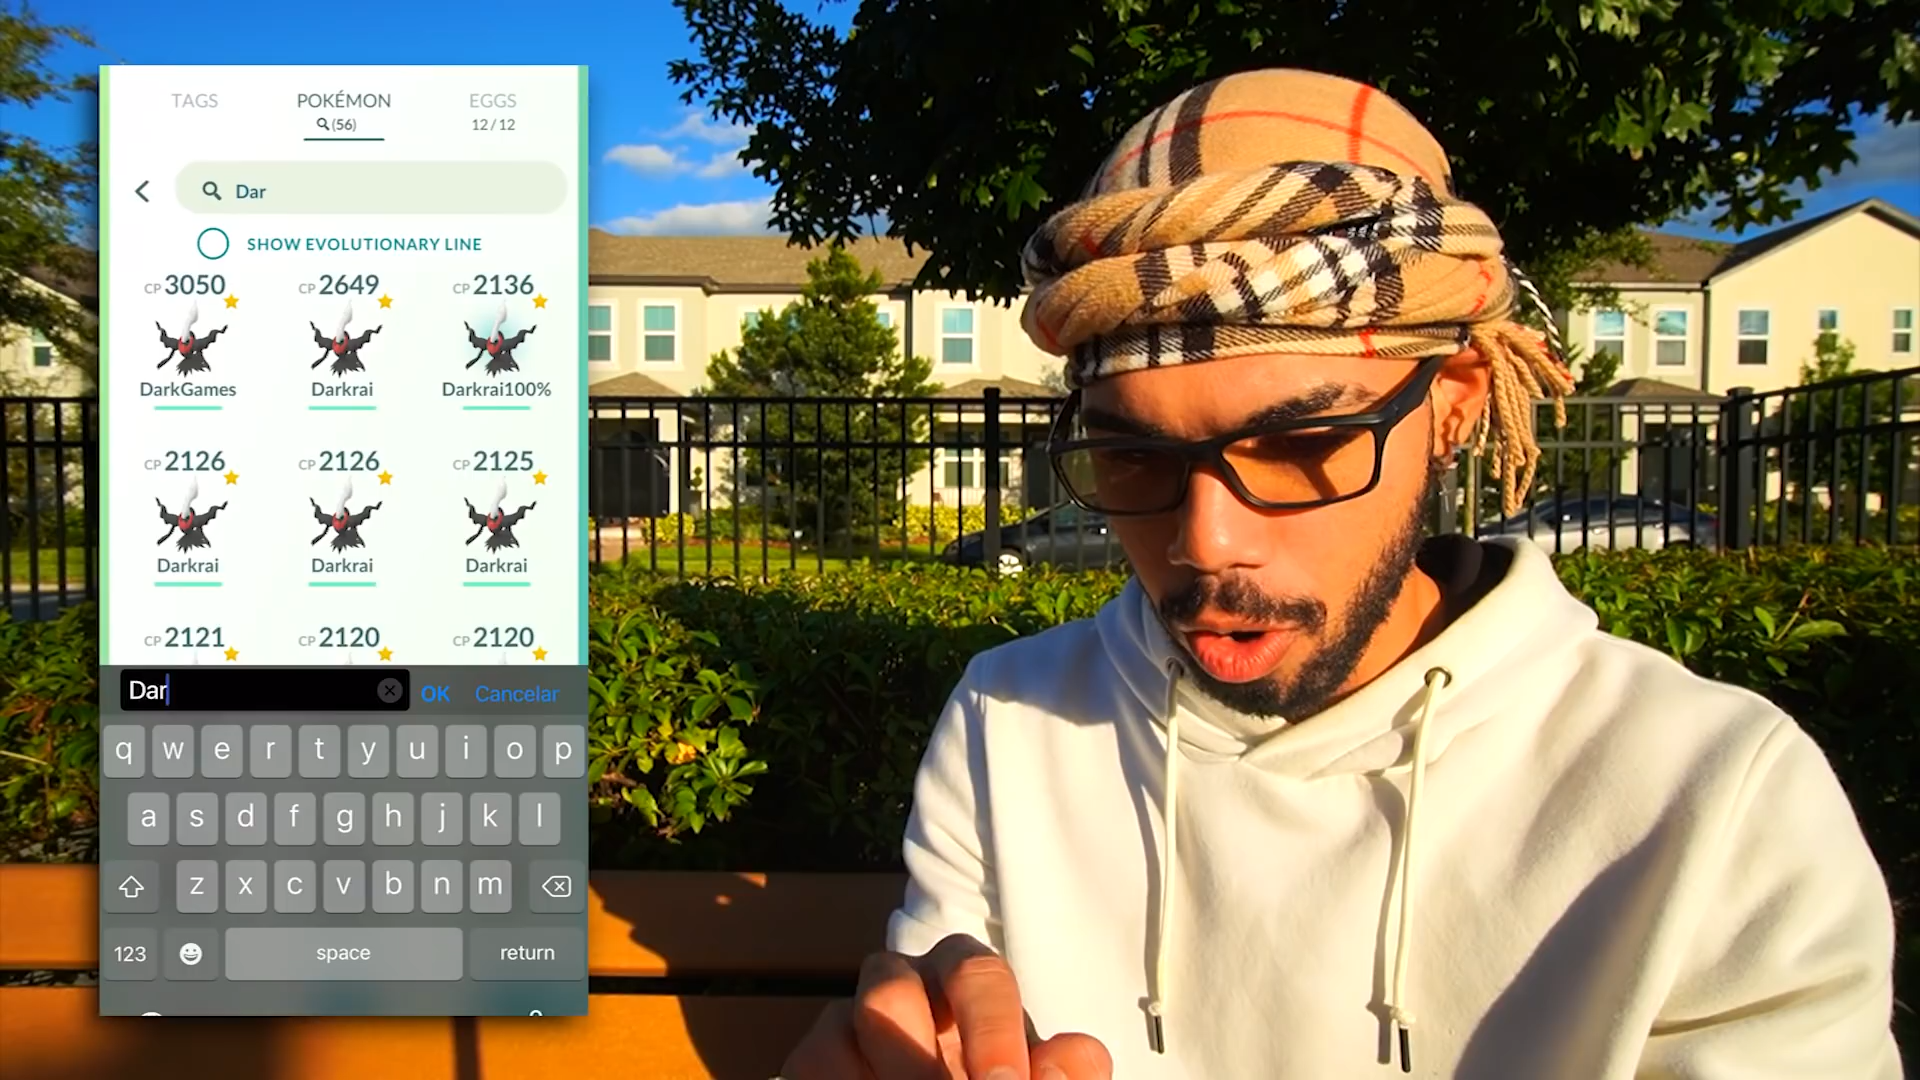 TAGS POKÉMON EGGS
(56) 12/12
Dar
SHOW EVOLUTIONARY LINE
CP 3050 CP 2649 CP 2136
DarkGames Darkrai Darkrai100%
CP 2126 CP 2126 CP 2125
Darkrai Darkrai Darkrai
CP 2121 CP 2120 CP 2120
Dar OK Cancelar
q w e r t y u i o p
a s d f g h j k l
z x c v b n m
123 space return